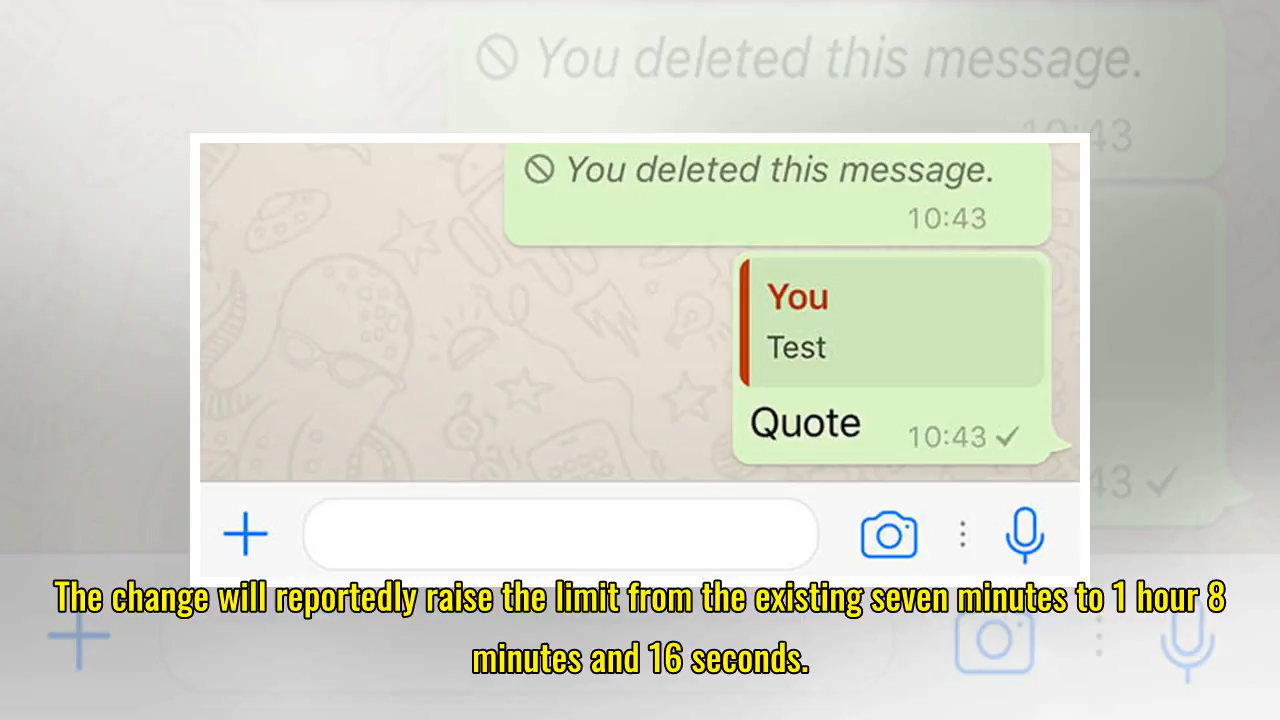 You deleted this message.
10:43
You deleted this message.
10:43
You
Test
Quote 10:43
43
The change will reportedly raise the limit from the existing seven minutes to 1 hour 8
minutes and 16 seconds.